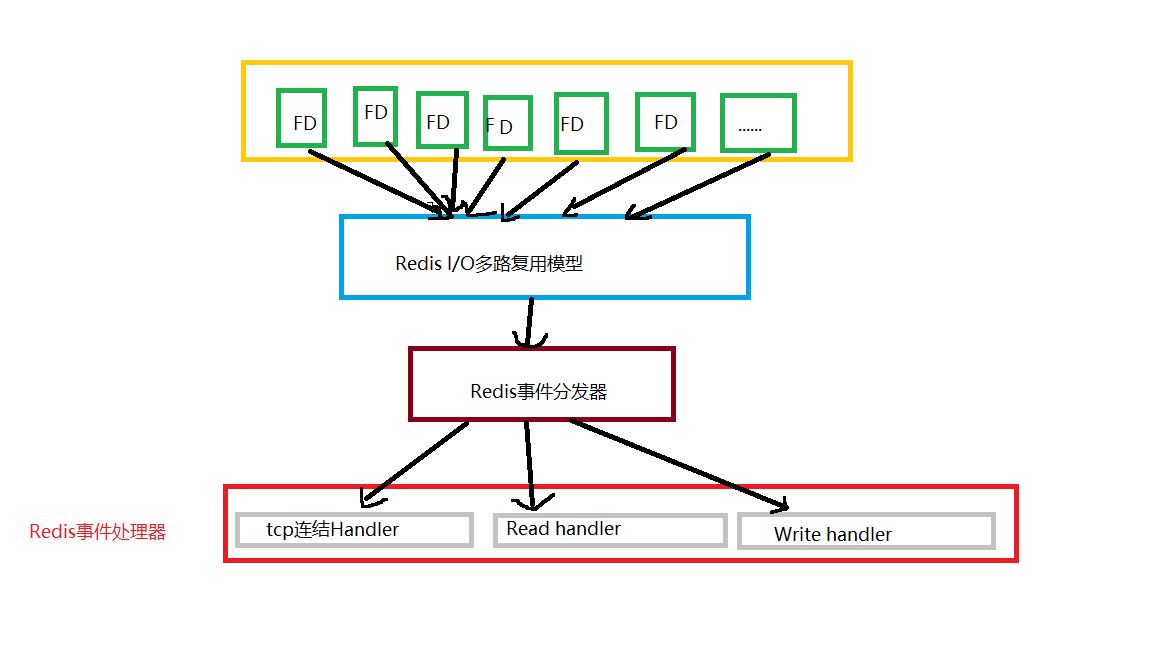 FD
FD
FD
F D
FD
FD
......
Redis I/O多路复用模型
Redis事件分发器
Redis事件处理器
tcp连结Handler
Read handler
Write handler